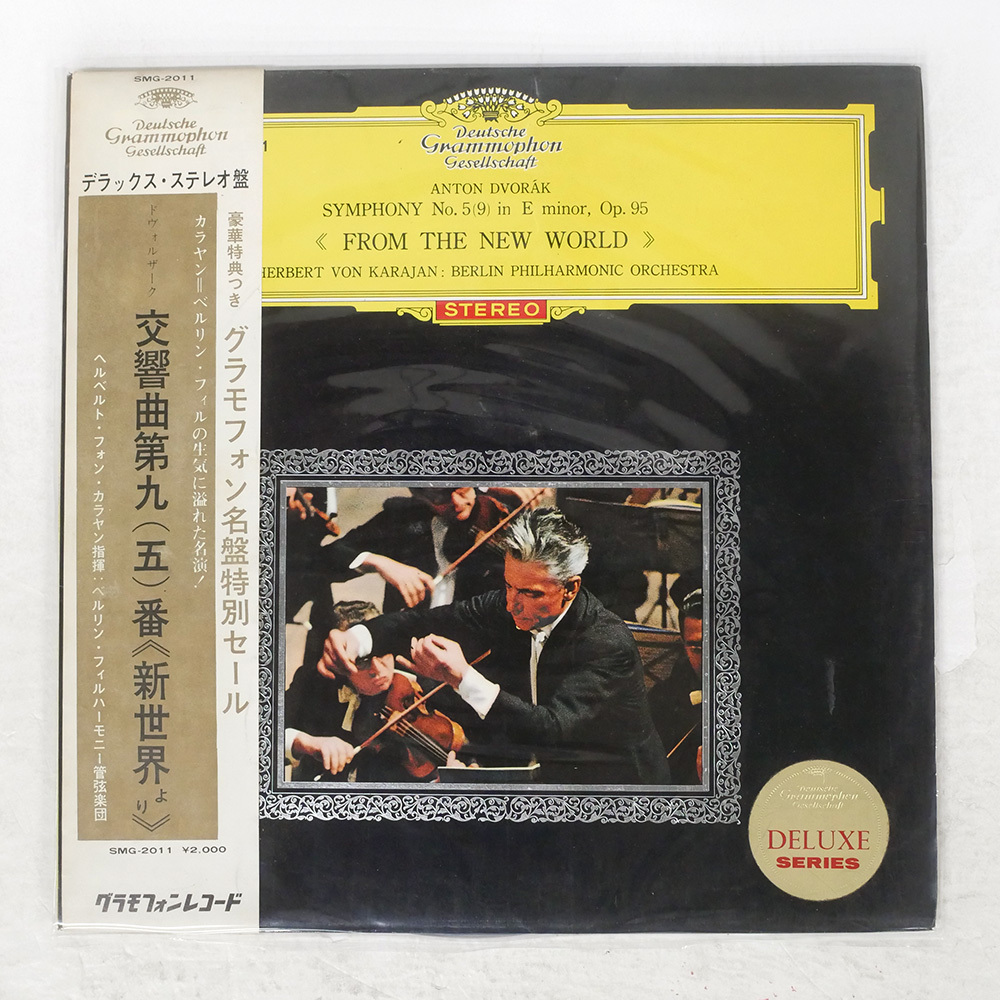 SMG-2011
Deutsche
Grammophon
Gesellschaft
デラックス・ステレオ盤
豪華特典つき グラモフォン名盤特別セール
カラヤン=ベルリン・フィルの生気に溢れた名演!
ドヴォルザーク
交響曲第九(五)番《新世界より》
ヘルベルト・フォン・カラヤン指揮:ベルリン・フィルハーモニー管弦楽団
SMG-2011 ¥2,000
グラモフォンレコード
1
Deutsche
Grammophon
Gesellschaft
ANTON DVOŘÁK
SYMPHONY No. 5(9) in E minor, Op. 95
《 FROM THE NEW WORLD 》
HERBERT VON KARAJAN: BERLIN PHILHARMONIC ORCHESTRA
STEREO
Deutsche
Grammophon
Gesellschaft
DELUXE
SERIES